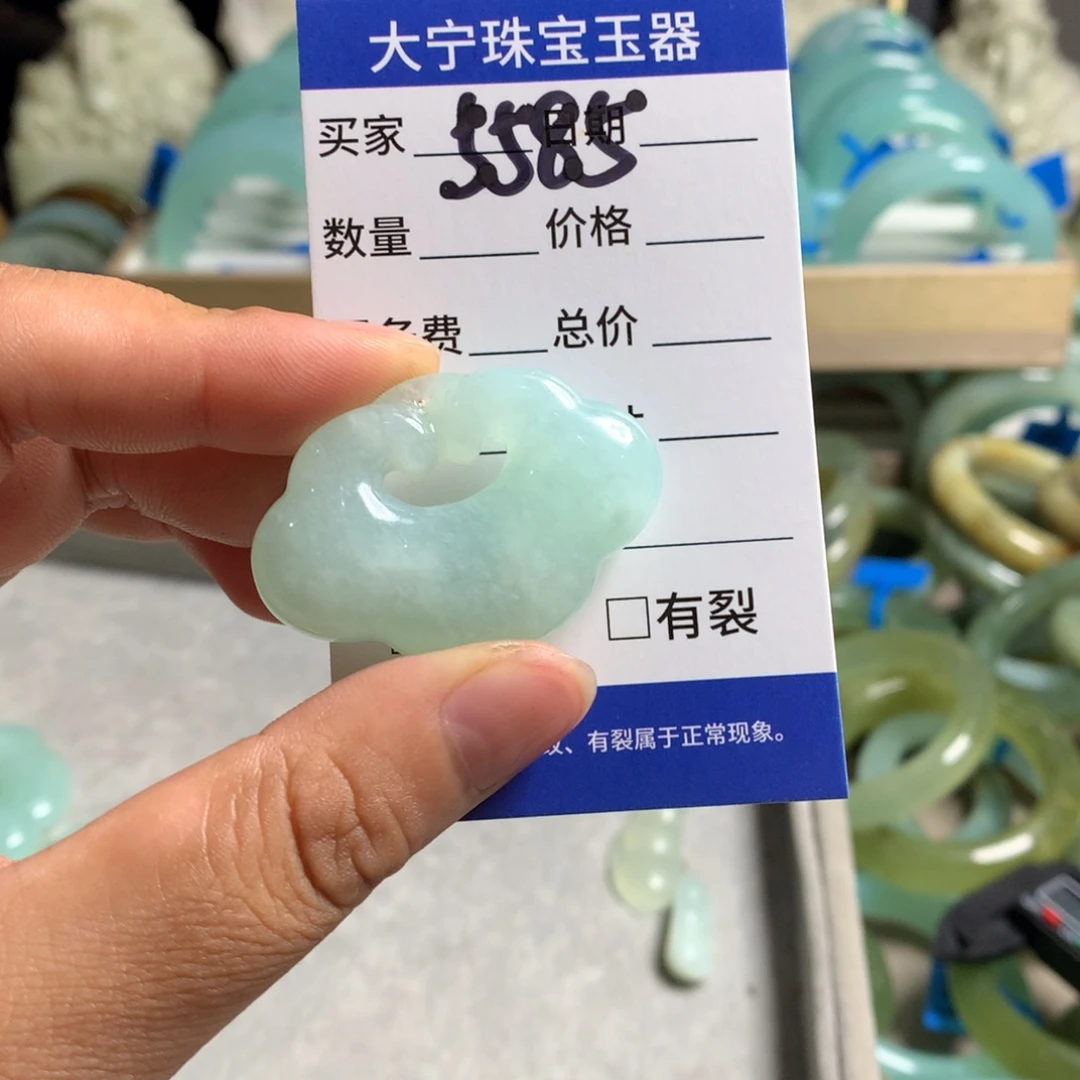 大宁珠宝玉器
买家 5585 日期
数量 价格
费 总价
□有裂
、有裂属于正常现象。